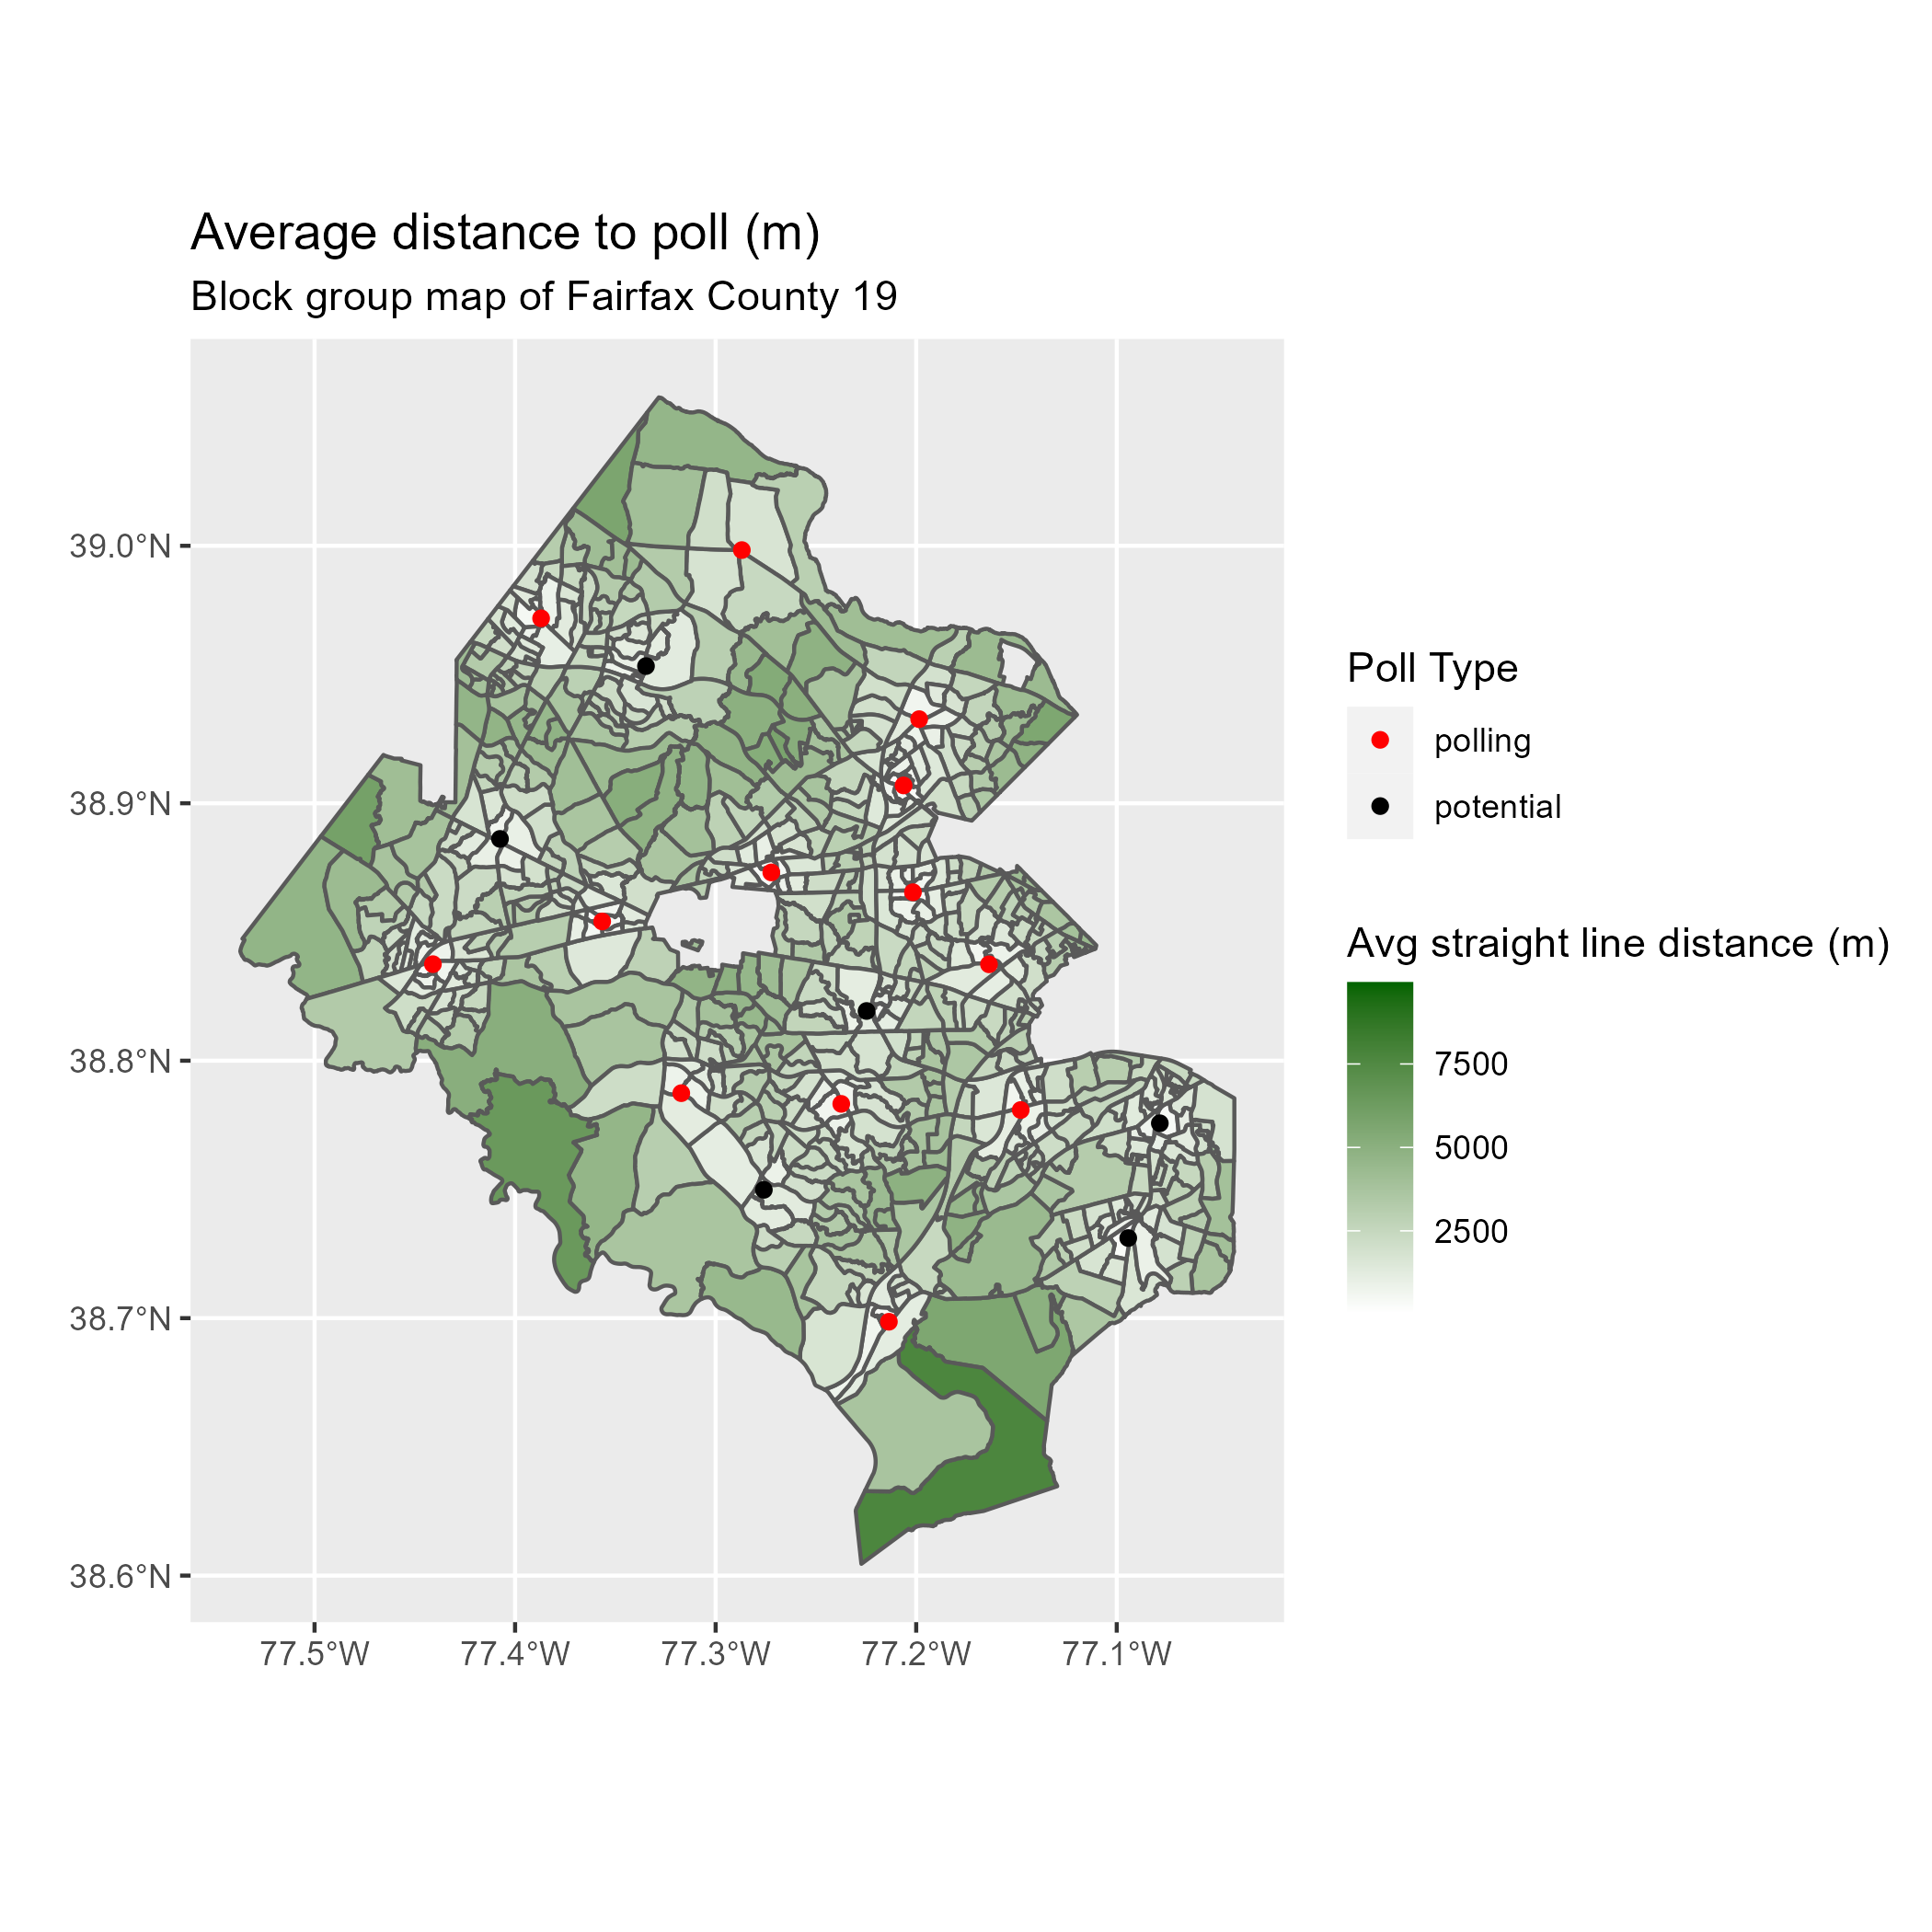 Average distance to poll (m)
Block group map of Fairfax County 19
39.0°N
38.9°N
38.8°N
38.7°N
38.6°N
77.5°W 77.4°W 77.3°W 77.2°W 77.1°W
Poll Type
polling
potential
Avg straight line distance (m)
7500
5000
2500